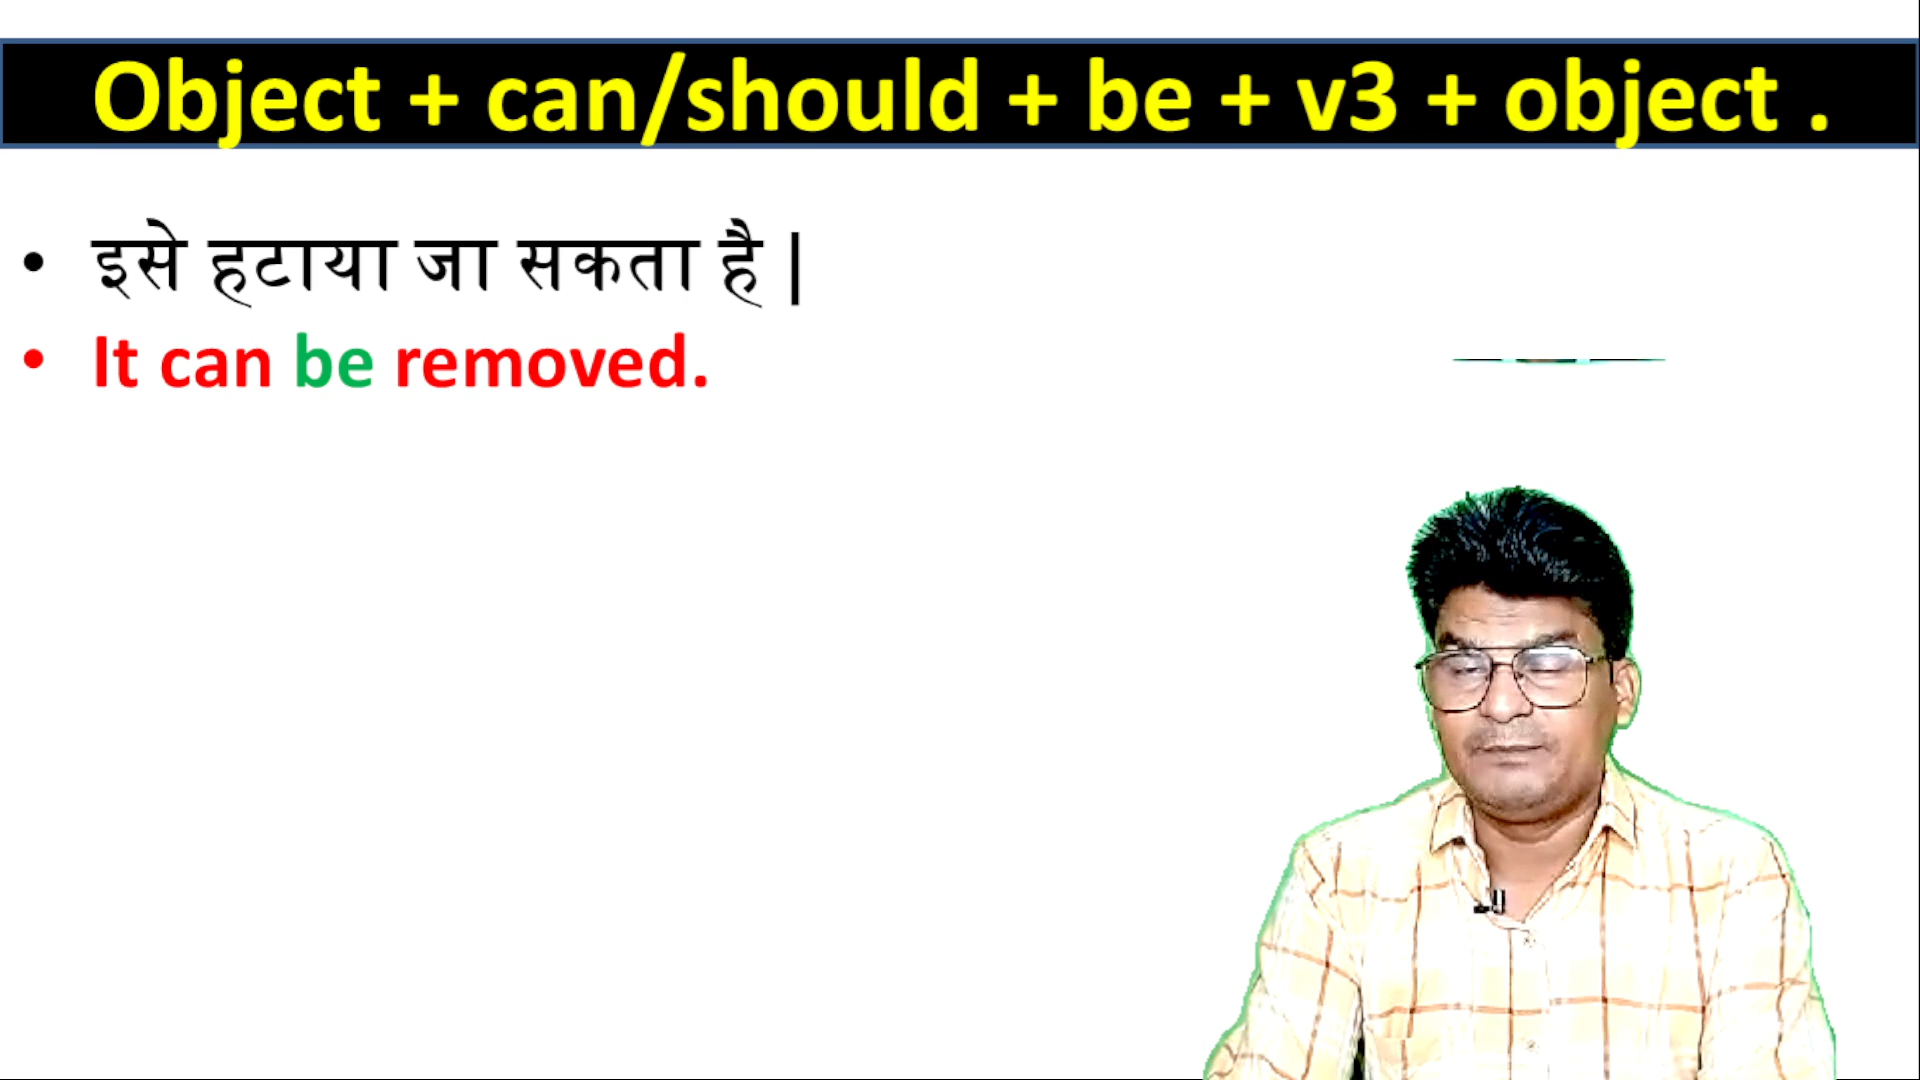 Object + can/should + be + v3 + object .
• इसे हटाया जा सकता है |
• It can be removed.